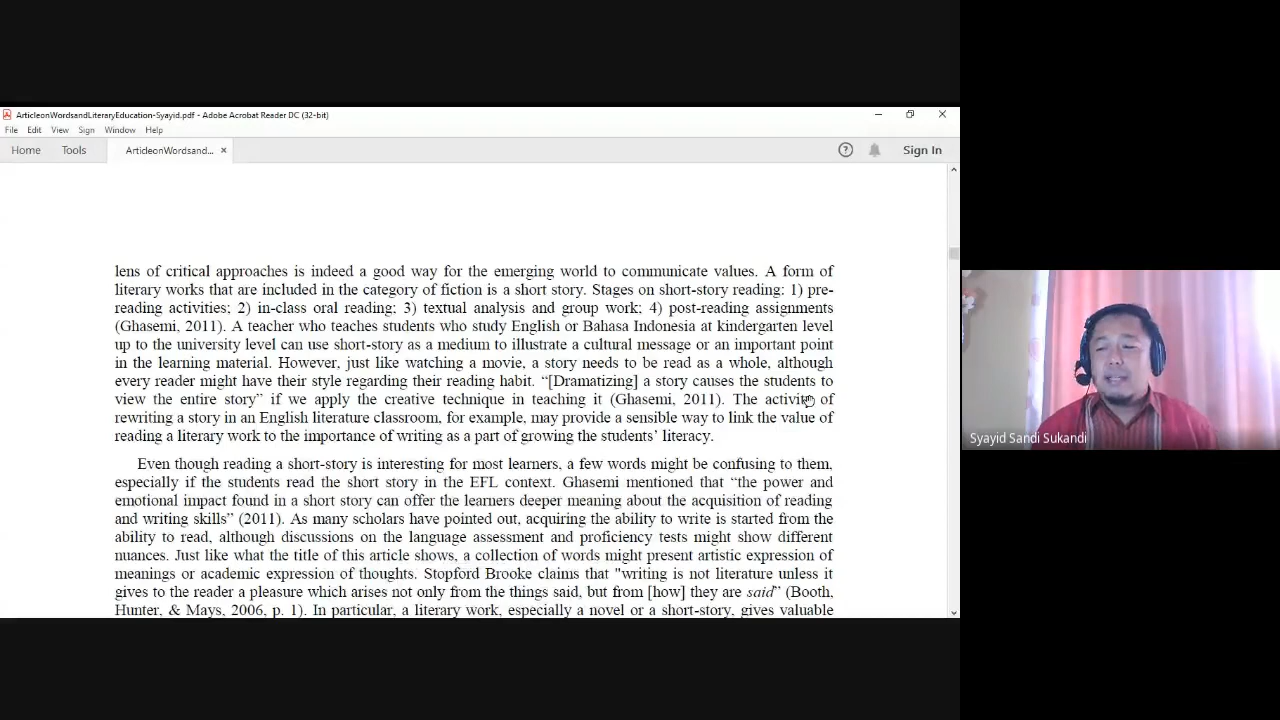 ArticleonWordsandLiteraryEducation-Syayid.pdf - Adobe Acrobat Reader DC (32-bit)
File Edit View Sign Window Help
Home Tools ArticleonWordsand... × Sign In
lens of critical approaches is indeed a good way for the emerging world to communicate values. A form of
literary works that are included in the category of fiction is a short story. Stages on short-story reading: 1) pre-
reading activities; 2) in-class oral reading; 3) textual analysis and group work; 4) post-reading assignments
(Ghasemi, 2011). A teacher who teaches students who study English or Bahasa Indonesia at kindergarten level
up to the university level can use short-story as a medium to illustrate a cultural message or an important point
in the learning material. However, just like watching a movie, a story needs to be read as a whole, although
every reader might have their style regarding their reading habit. “[Dramatizing] a story causes the students to
view the entire story” if we apply the creative technique in teaching it (Ghasemi, 2011). The activity of
rewriting a story in an English literature classroom, for example, may provide a sensible way to link the value of
reading a literary work to the importance of writing as a part of growing the students’ literacy.
Even though reading a short-story is interesting for most learners, a few words might be confusing to them,
especially if the students read the short story in the EFL context. Ghasemi mentioned that “the power and
emotional impact found in a short story can offer the learners deeper meaning about the acquisition of reading
and writing skills” (2011). As many scholars have pointed out, acquiring the ability to write is started from the
ability to read, although discussions on the language assessment and proficiency tests might show different
nuances. Just like what the title of this article shows, a collection of words might present artistic expression of
meanings or academic expression of thoughts. Stopford Brooke claims that "writing is not literature unless it
gives to the reader a pleasure which arises not only from the things said, but from [how] they are said” (Booth,
Hunter, & Mays, 2006, p. 1). In particular, a literary work, especially a novel or a short-story, gives valuable
Syayid Sandi Sukandi